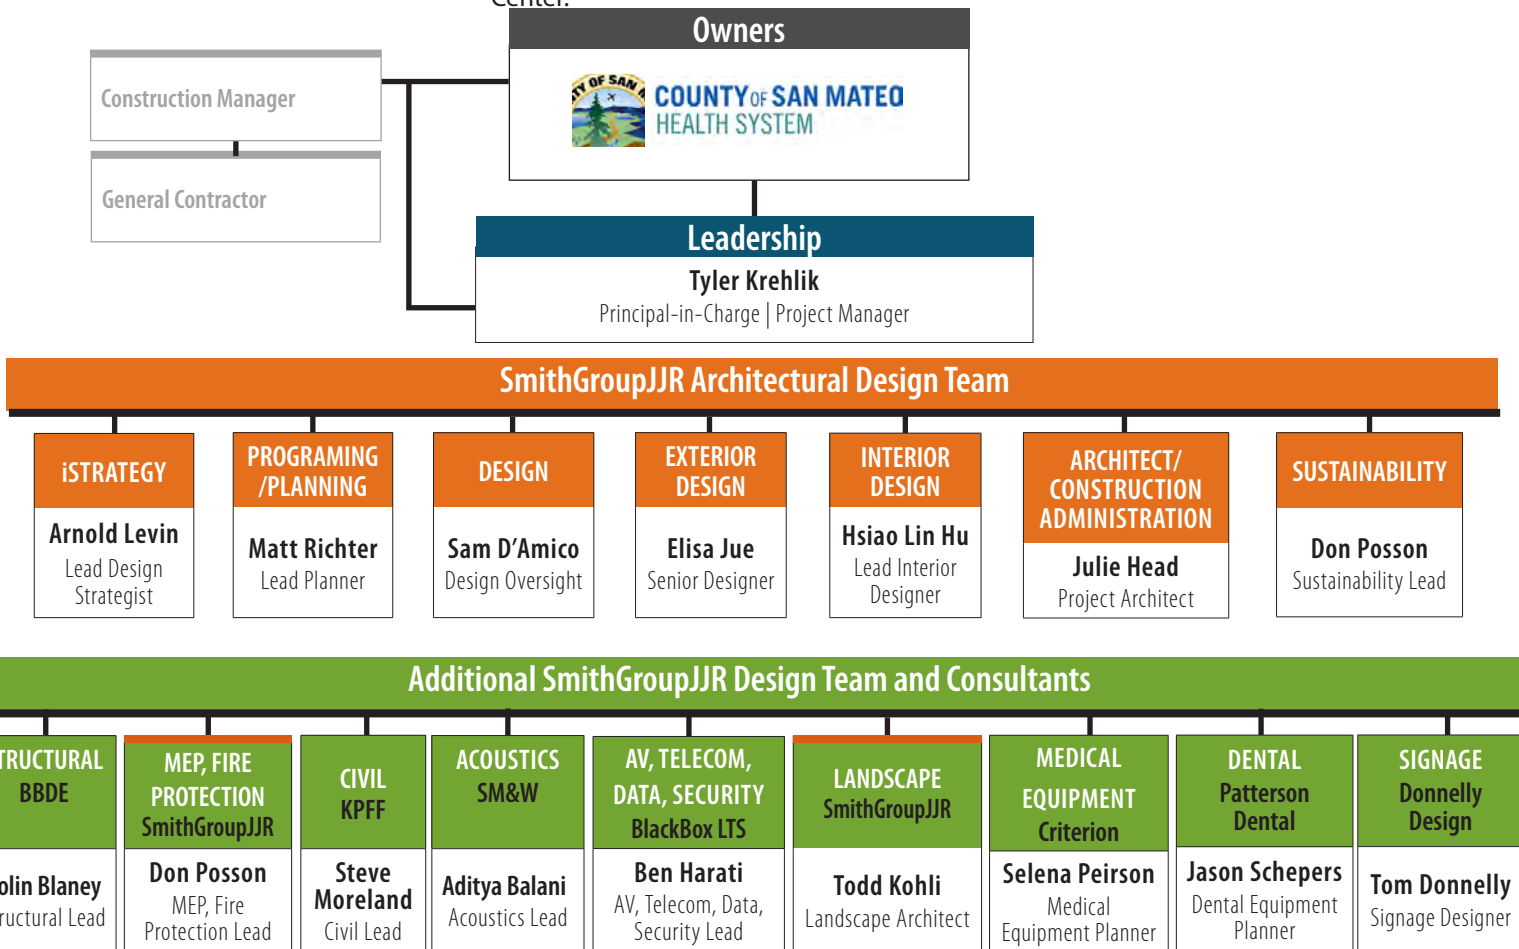 Center.
Owners
COUNTY OF SAN MATEO
HEALTH SYSTEM
Construction Manager
General Contractor
Leadership
Tyler Krehlik
Principal-in-Charge | Project Manager
SmithGroupJJR Architectural Design Team
iSTRATEGY
Arnold Levin
Lead Design
Strategist
PROGRAMING
/PLANNING
Matt Richter
Lead Planner
DESIGN
Sam D’Amico
Design Oversight
EXTERIOR
DESIGN
Elisa Jue
Senior Designer
INTERIOR
DESIGN
Hsiao Lin Hu
Lead Interior
Designer
ARCHITECT/
CONSTRUCTION
ADMINISTRATION
Julie Head
Project Architect
SUSTAINABILITY
Don Posson
Sustainability Lead
Additional SmithGroupJJR Design Team and Consultants
TRUCTURAL
BBDE
olin Blaney
ructural Lead
MEP, FIRE
PROTECTION
SmithGroupJJR
Don Posson
MEP, Fire
Protection Lead
CIVIL
KPFF
Steve
Moreland
Civil Lead
ACOUSTICS
SM&W
Aditya Balani
Acoustics Lead
AV, TELECOM,
DATA, SECURITY
BlackBox LTS
Ben Harati
AV, Telecom, Data,
Security Lead
LANDSCAPE
SmithGroupJJR
Todd Kohli
Landscape Architect
MEDICAL
EQUIPMENT
Criterion
Selena Peirson
Medical
Equipment Planner
DENTAL
Patterson
Dental
Jason Schepers
Dental Equipment
Planner
SIGNAGE
Donnelly
Design
Tom Donnelly
Signage Designer